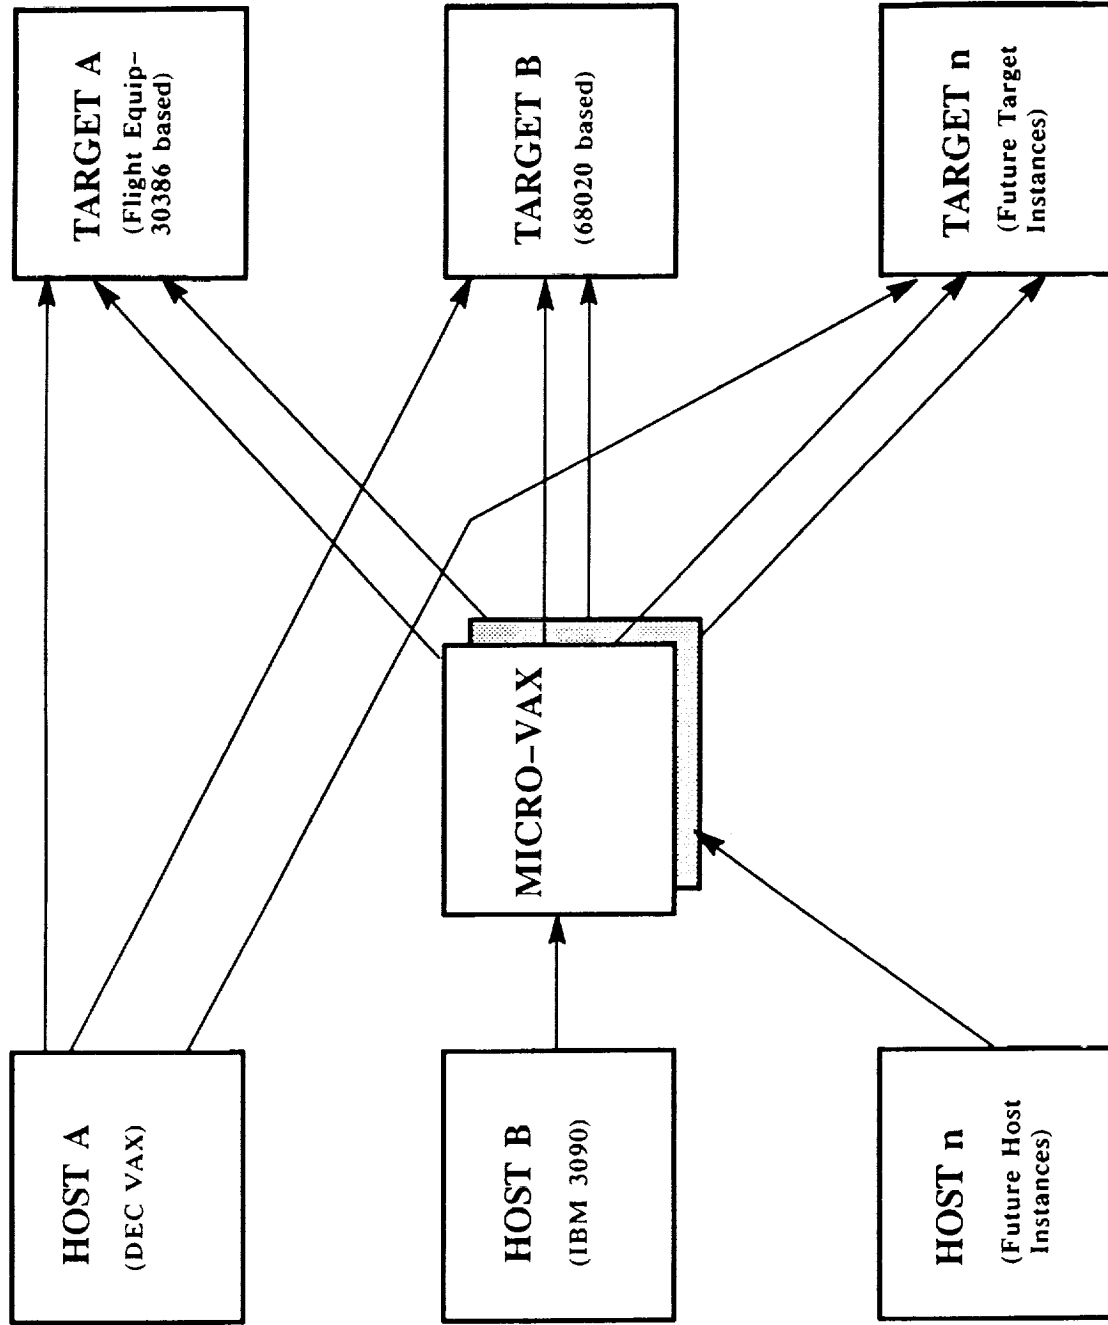 HOST A
(DEC VAX)
HOST B
(IBM 3090)
HOST n
(Future Host
Instances)
MICRO-VAX
TARGET A
(Flight Equip-
30386 based)
TARGET B
(68020 based)
TARGET n
(Future Target
Instances)